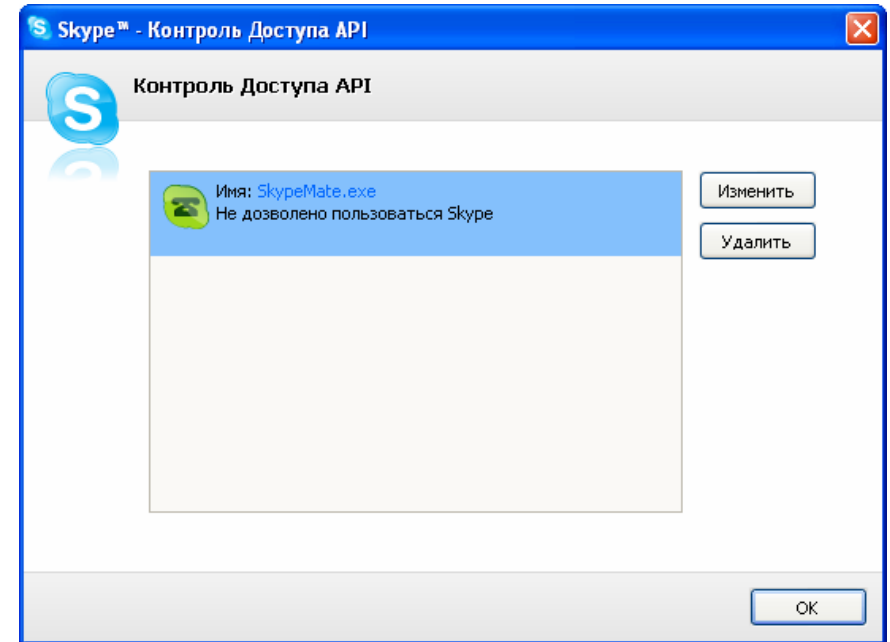 Skype™ - Контроль Доступа API
Контроль Доступа API
Имя: SkypeMate.exe
Не дозволено пользоваться Skype
Изменить
Удалить
OK